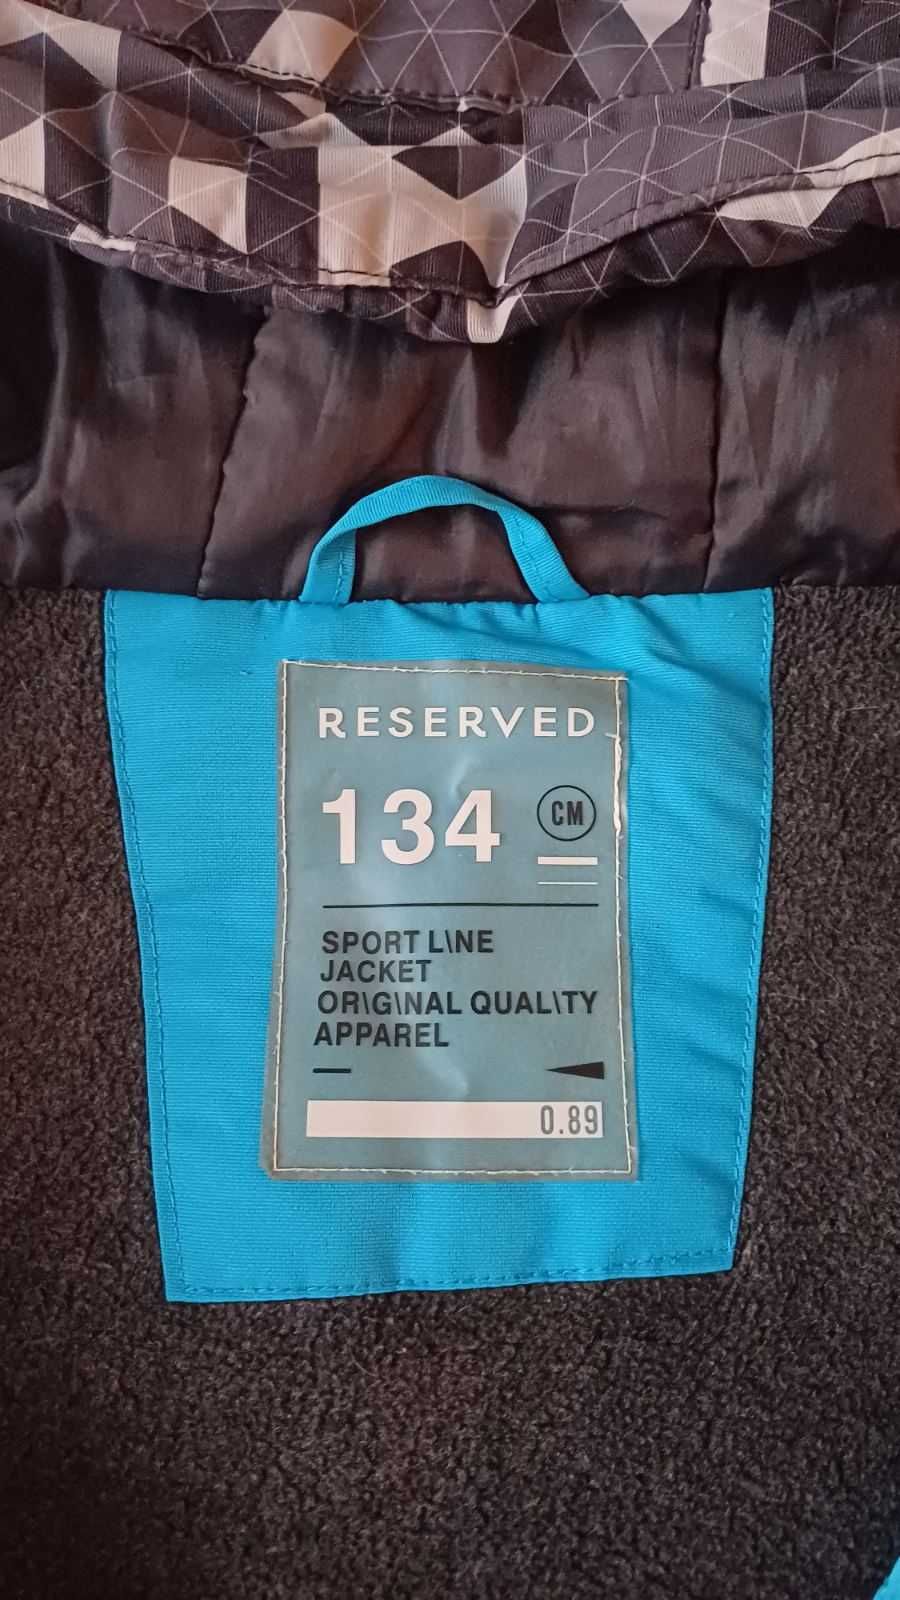 RESERVED
134 CM
SPORT L\NE
JACKET
OR\G\NAL QUAL\TY
APPAREL
0.89